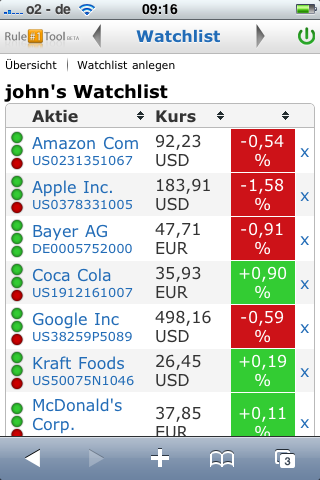 o2 - de 09:16
Rule #1 Tool BETA Watchlist
Übersicht | Watchlist anlegen
john's Watchlist
Aktie Kurs
Amazon Com 92,23 -0,54
US0231351067 USD % x
Apple Inc. 183,91 -1,58
US0378331005 USD % x
Bayer AG 47,71 -0,91
DE0005752000 EUR % x
Coca Cola 35,93 +0,90
US1912161007 EUR % x
Google Inc 498,16 -0,59
US38259P5089 USD % x
Kraft Foods 26,45 +0,19
US50075N1046 USD % x
McDonald's 37,85 +0,11
Corp. EUR % x
3